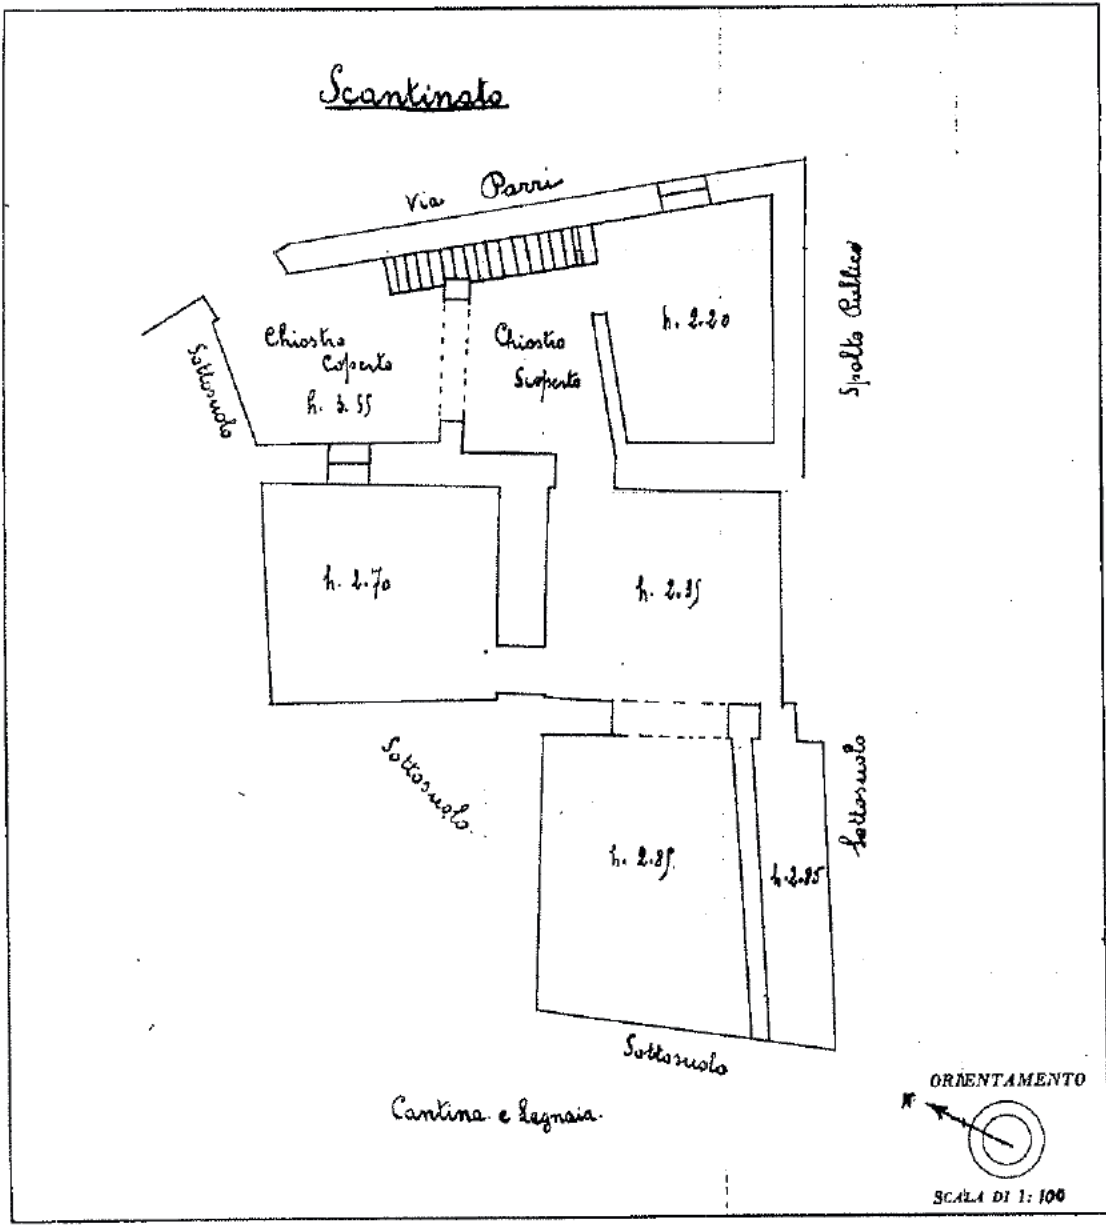 Scantinato
Via Parri
h. 2.20
Spalto Pubblico
Chiostro
Coperto
h. 3.55
Chiostro
Scoperto
Sottosuolo
h. 2.70
h. 2.35
Sottosuolo
Sottosuolo
h. 2.85
h. 2.85
Sottosuolo
Cantina e Legnaia.
ORIENTAMENTO
N
SCALA DI 1:100